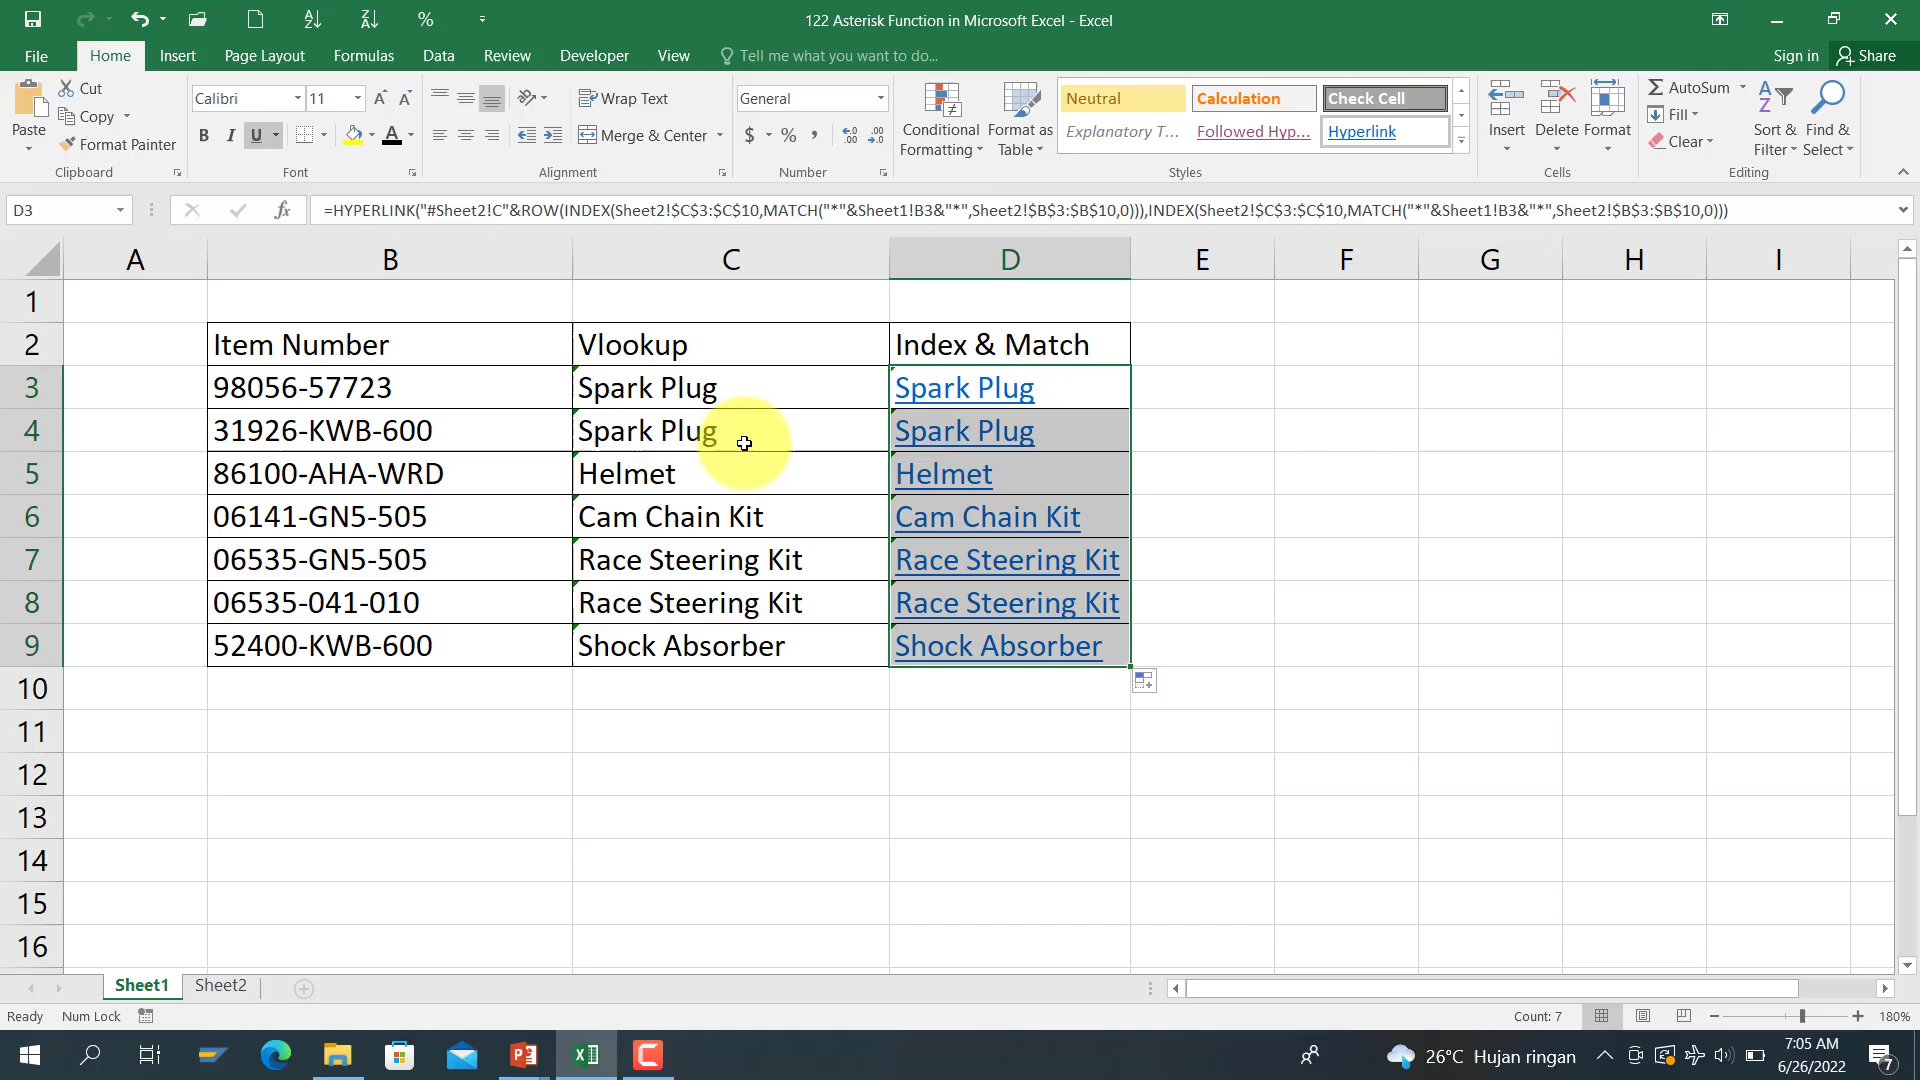 122 Asterisk Function in Microsoft Excel - Excel
File Home Insert Page Layout Formulas Data Review Developer View Tell me what you want to do... Sign in Share
Paste Cut Copy Format Painter Clipboard
Calibri 11 B I U Font
Wrap Text Merge & Center Alignment
General $ % , Number
Conditional Formatting Format as Table
Neutral Calculation Check Cell
Explanatory T... Followed Hyp... Hyperlink
Styles
Insert Delete Format Cells
AutoSum Fill Clear Sort & Filter Find & Select Editing
D3 fx =HYPERLINK("#Sheet2!C"&ROW(INDEX(Sheet2!$C$3:$C$10,MATCH("*"&Sheet1!B3&"*",Sheet2!$B$3:$B$10,0))),INDEX(Sheet2!$C$3:$C$10,MATCH("*"&Sheet1!B3&"*",Sheet2!$B$3:$B$10,0)))
A B C D E F G H I
1
2 Item Number Vlookup Index & Match
3 98056-57723 Spark Plug Spark Plug
4 31926-KWB-600 Spark Plug Spark Plug
5 86100-AHA-WRD Helmet Helmet
6 06141-GN5-505 Cam Chain Kit Cam Chain Kit
7 06535-GN5-505 Race Steering Kit Race Steering Kit
8 06535-041-010 Race Steering Kit Race Steering Kit
9 52400-KWB-600 Shock Absorber Shock Absorber
10
11
12
13
14
15
16
Sheet1 Sheet2
Ready Num Lock Count: 7 180%
26°C Hujan ringan 7:05 AM
6/26/2022 7